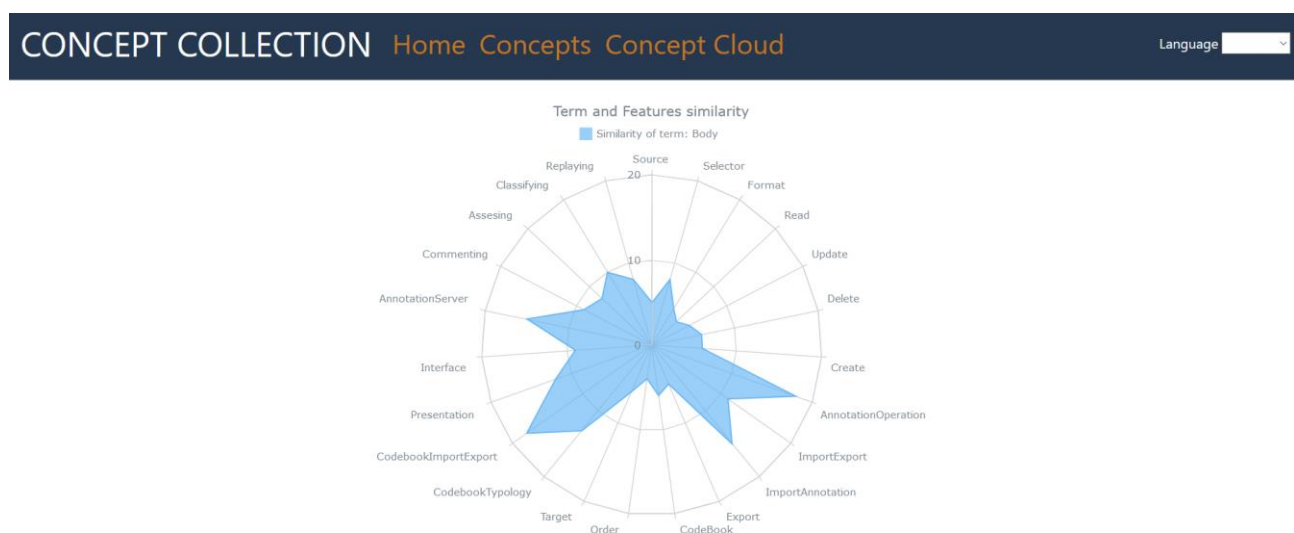 CONCEPT COLLECTION Home Concepts Concept Cloud Language
Term and Features similarity
Similarity of term: Body
Source
Selector
Format
Read
Update
Delete
Create
AnnotationOperation
ImportExport
ImportAnnotation
Export
CodeBook
Order
Target
CodebookTypology
CodebookImportExport
Presentation
Interface
AnnotationServer
Commenting
Assesing
Classifying
Replaying
20
10
0